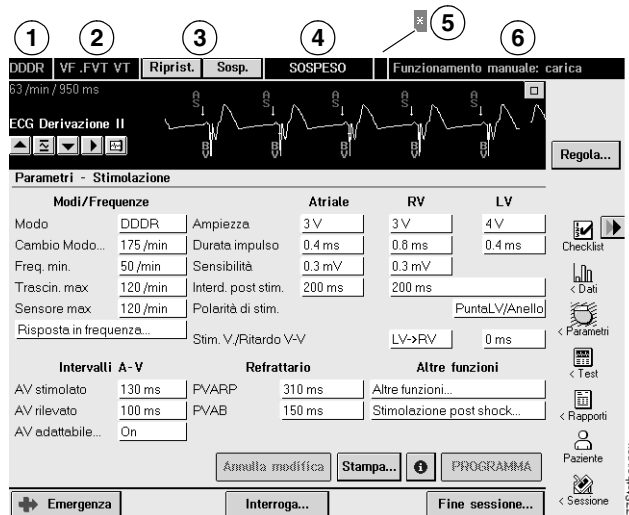 *
1 2 3 4 5 6
DDDR VF .FVT VT Riprist. Sosp. SOSPESO Funzionamento manuale: carica
63 /min / 950 ms
A S A S A S A S
ECG Derivazione II
B V B V B V B V B V
Regola...
Parametri - Stimolazione
Modi/Frequenze Atriale RV LV
Modo DDDR Ampiezza 3 V 3 V 4 V
Cambio Modo... 175 /min Durata impulso 0.4 ms 0.8 ms 0.4 ms
Freq. min. 50 /min Sensibilità 0.3 mV 0.3 mV
Trascin. max 120 /min Interd. post stim. 200 ms 200 ms
Sensore max 120 /min Polarità di stim. PuntaLV/Anello
Risposta in frequenza...
Stim. V./Ritardo V-V LV->RV 0 ms
Intervalli A-V Refrattario Altre funzioni
AV stimolato 130 ms PVARP 310 ms Altre funzioni...
AV rilevato 100 ms PVAB 150 ms Stimolazione post shock...
AV adattabile... On
Annulla modifica Stampa... PROGRAMMA
Emergenza Interroga... Fine sessione...
Checklist
< Dati
< Parametri
< Test
< Rapporti
Paziente
< Sessione